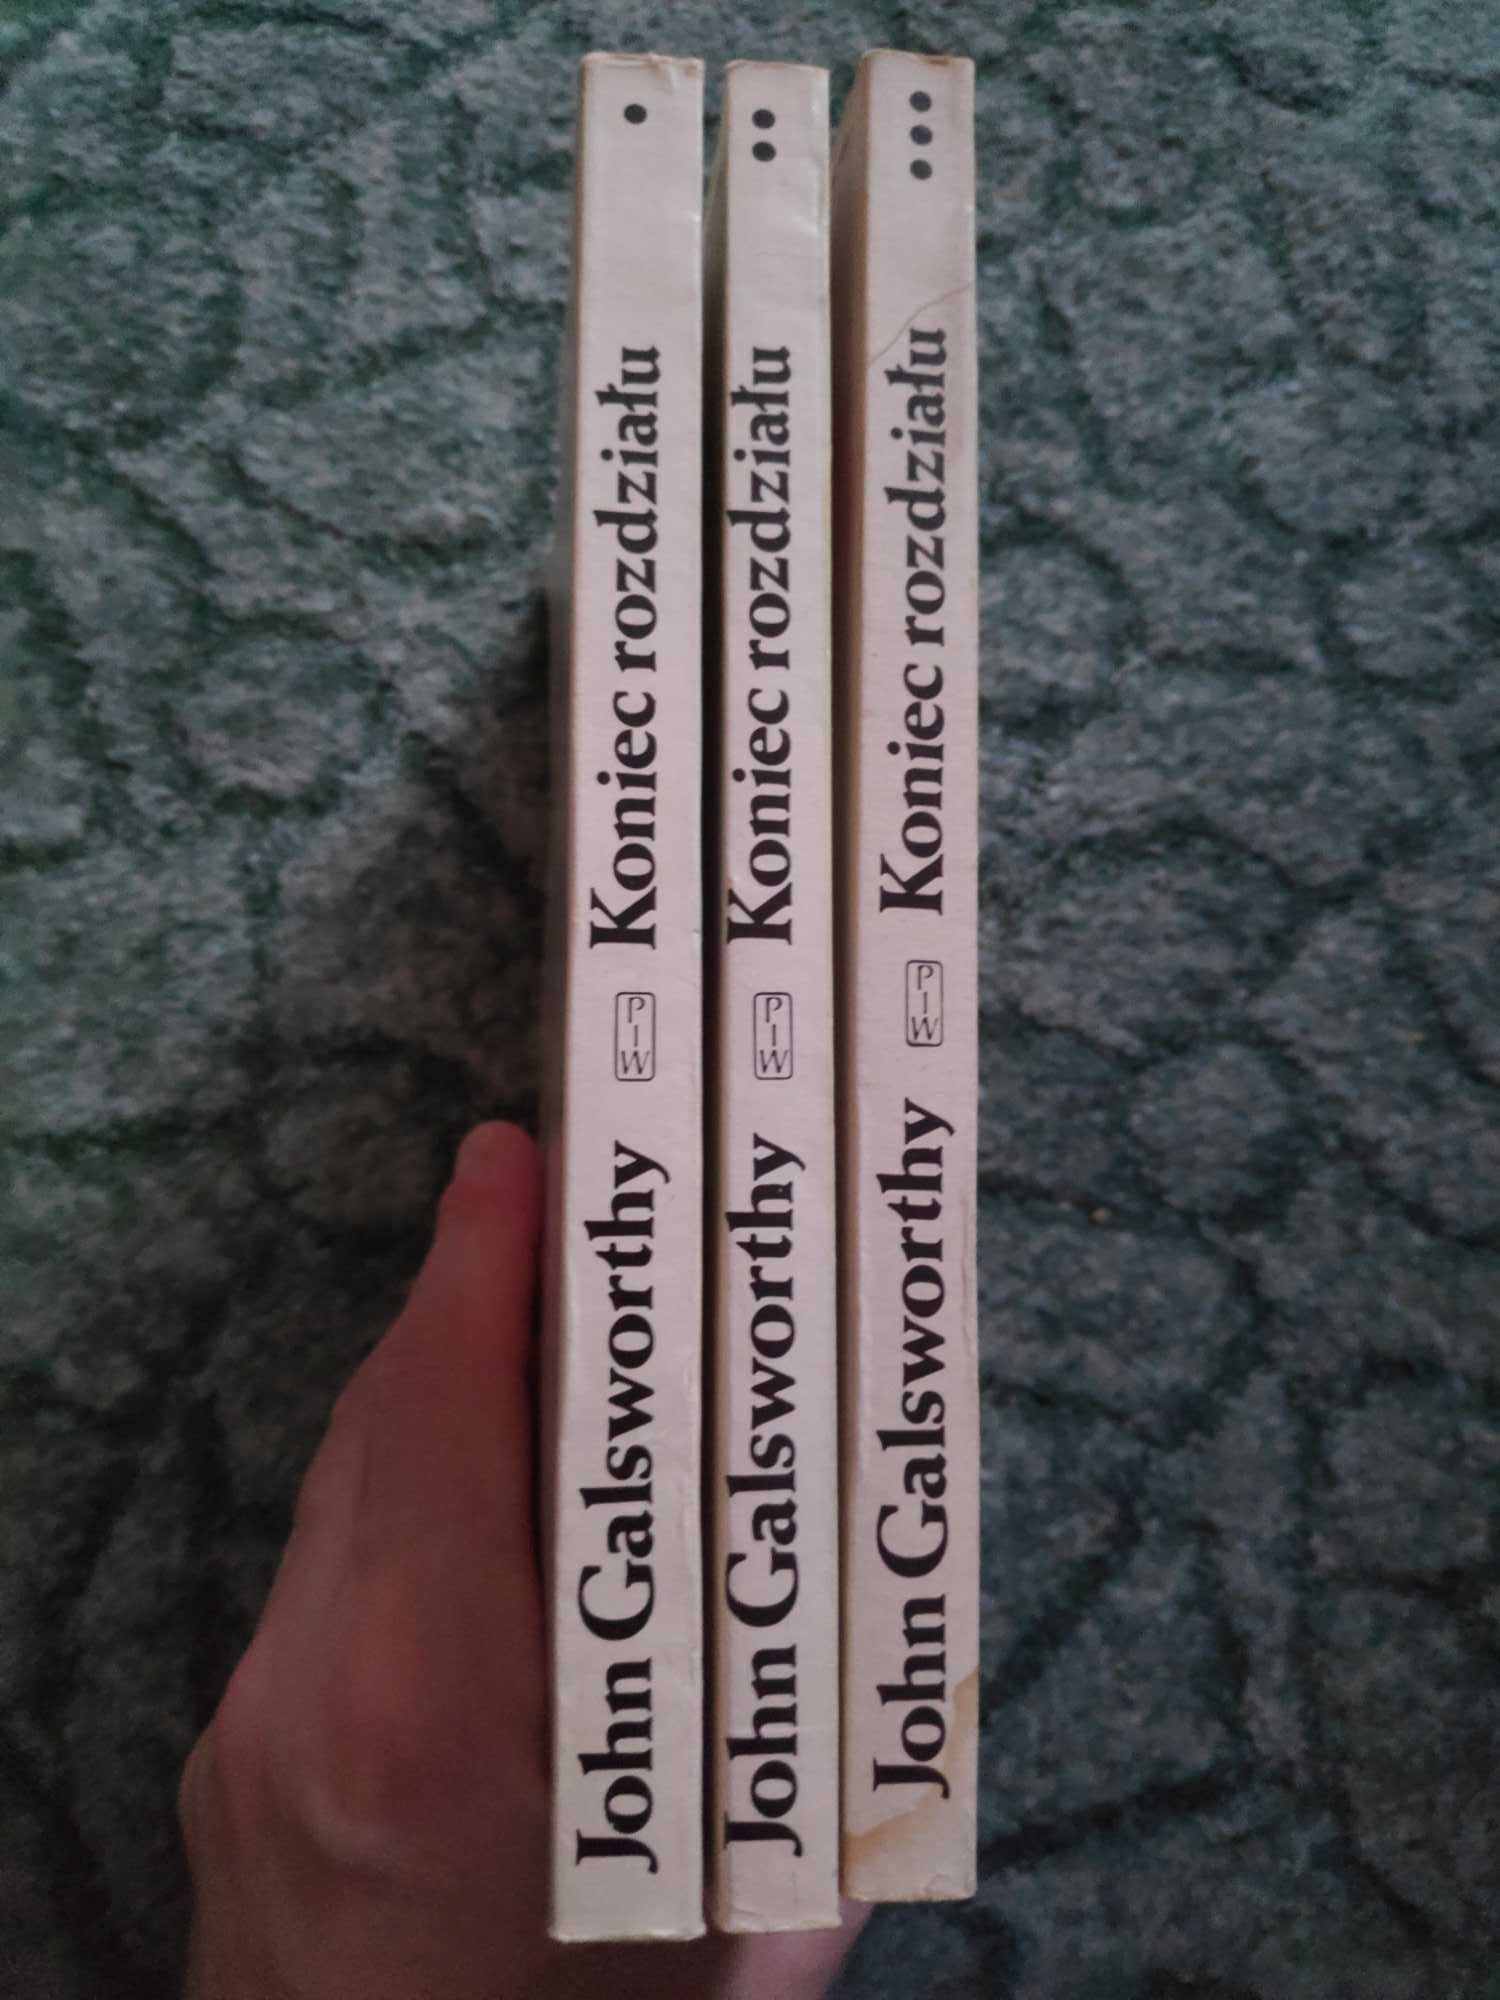 John Galsworthy PIW Koniec rozdziału •
John Galsworthy PIW Koniec rozdziału ••
John Galsworthy PIW Koniec rozdziału •••